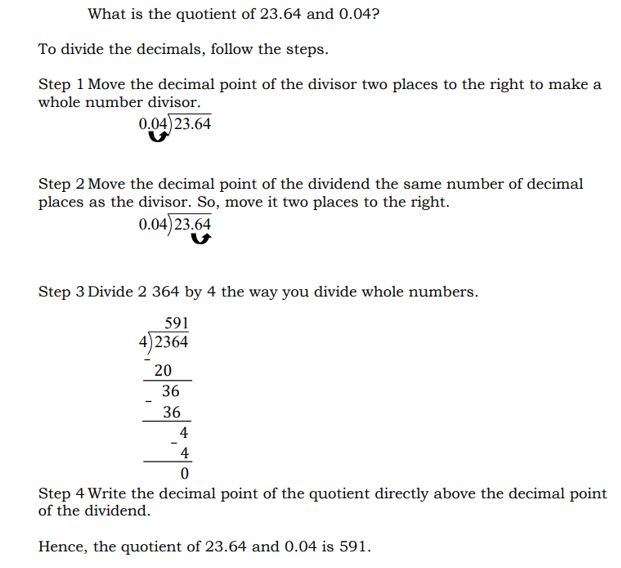 What is the quotient of 23.64 and 0.04?
To divide the decimals, follow the steps.
Step 1 Move the decimal point of the divisor two places to the right to make a
whole number divisor.
0.04)23.64
Step 2 Move the decimal point of the dividend the same number of decimal
places as the divisor. So, move it two places to the right.
0.04)23.64
Step 3 Divide 2 364 by 4 the way you divide whole numbers.
591
4)2364
-
20
36
-
36
4
-
4
0
Step 4 Write the decimal point of the quotient directly above the decimal point
of the dividend.
Hence, the quotient of 23.64 and 0.04 is 591.